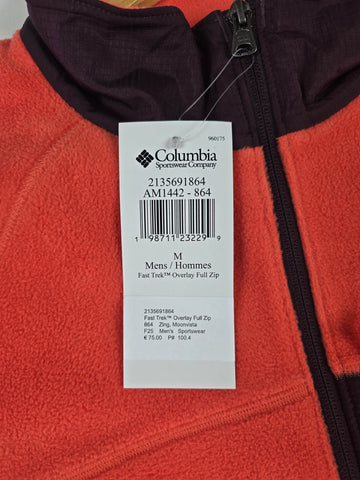 960175
Columbia
Sportswear Company
2135691864
AM1442 - 864
1 98711 23229 9
M
Mens / Hommes
Fast Trek™ Overlay Full Zip
2135691864
Fast Trek™ Overlay Full Zip
864 Zing, Moonvista
F25 Men's Sportswear
€ 75.00 P# 100.4